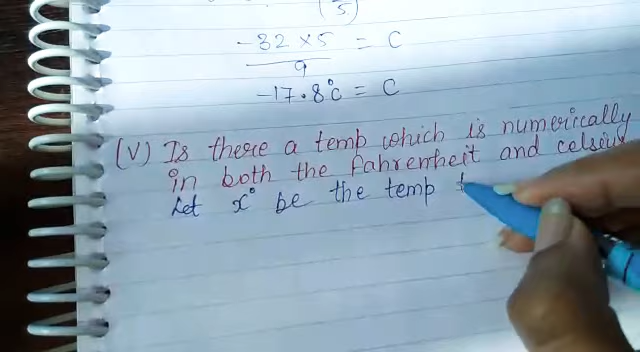 5
-32 × 5 = C
9
-17.8°C = C
(V) Is there a temp which is numerically
in both the Fahrenheit and celsius
Let x° be the temp